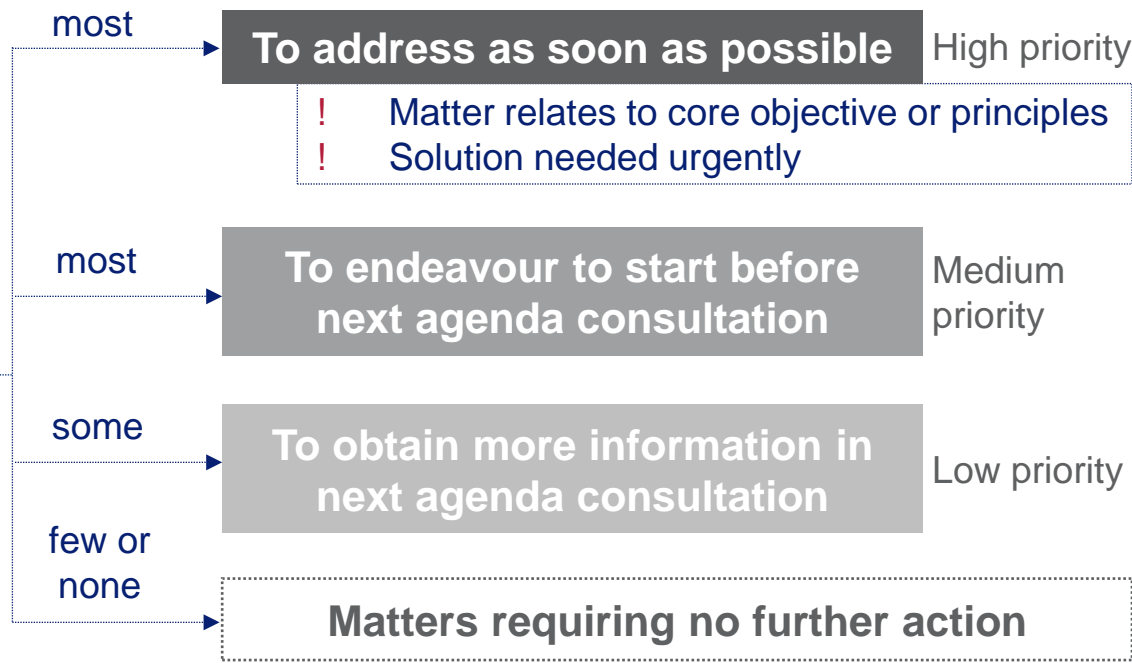 most
To address as soon as possible
High priority
! Matter relates to core objective or principles
! Solution needed urgently
most
To endeavour to start before
next agenda consultation
Medium
priority
some
To obtain more information in
next agenda consultation
Low priority
few or
none
Matters requiring no further action